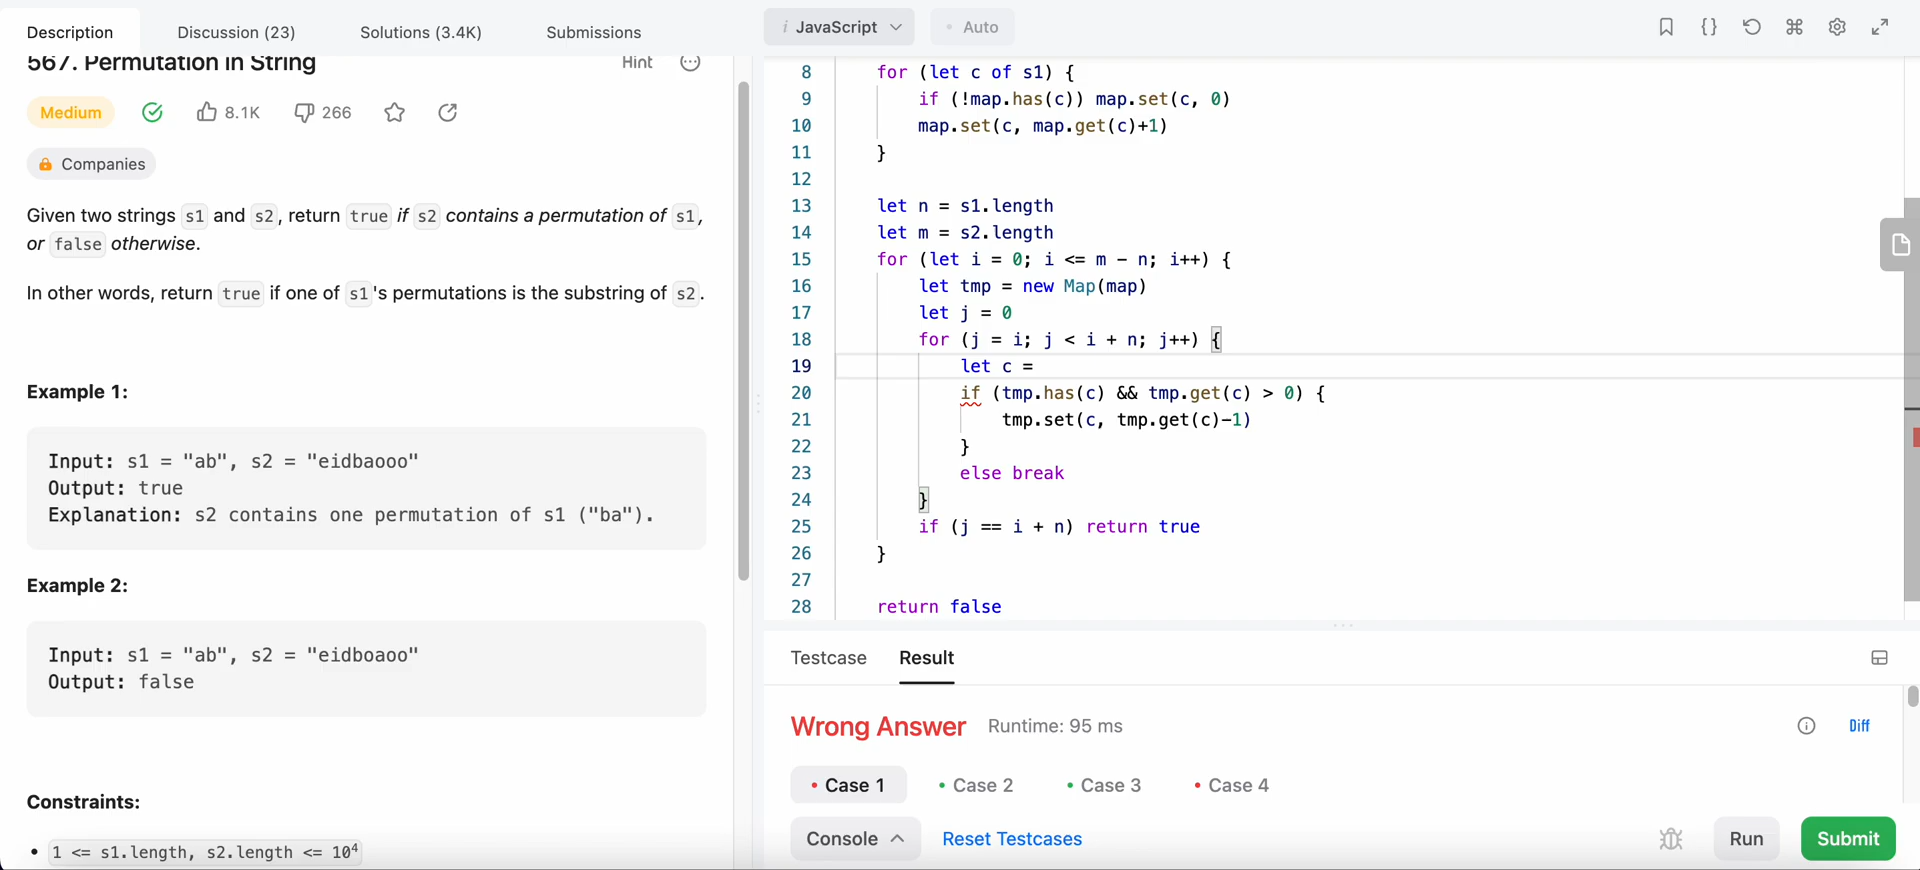 Description
Discussion (23)
Solutions (3.4K)
Submissions
567. Permutation in String
Hint
Medium
8.1K
266
Companies
Given two strings s1 and s2, return true if s2 contains a permutation of s1,
or false otherwise.
In other words, return true if one of s1's permutations is the substring of s2.
Example 1:
Input: s1 = "ab", s2 = "eidbaooo"
Output: true
Explanation: s2 contains one permutation of s1 ("ba").
Example 2:
Input: s1 = "ab", s2 = "eidboaoo"
Output: false
Constraints:
• 1 <= s1.length, s2.length <= 10⁴
i JavaScript
• Auto
8 for (let c of s1) {
9 if (!map.has(c)) map.set(c, 0)
10 map.set(c, map.get(c)+1)
11 }
12
13 let n = s1.length
14 let m = s2.length
15 for (let i = 0; i <= m - n; i++) {
16 let tmp = new Map(map)
17 let j = 0
18 for (j = i; j < i + n; j++) {
19 let c =
20 if (tmp.has(c) && tmp.get(c) > 0) {
21 tmp.set(c, tmp.get(c)-1)
22 }
23 else break
24 }
25 if (j == i + n) return true
26 }
27
28 return false
Testcase
Result
Wrong Answer
Runtime: 95 ms
Diff
• Case 1
• Case 2
• Case 3
• Case 4
Console
Reset Testcases
Run
Submit